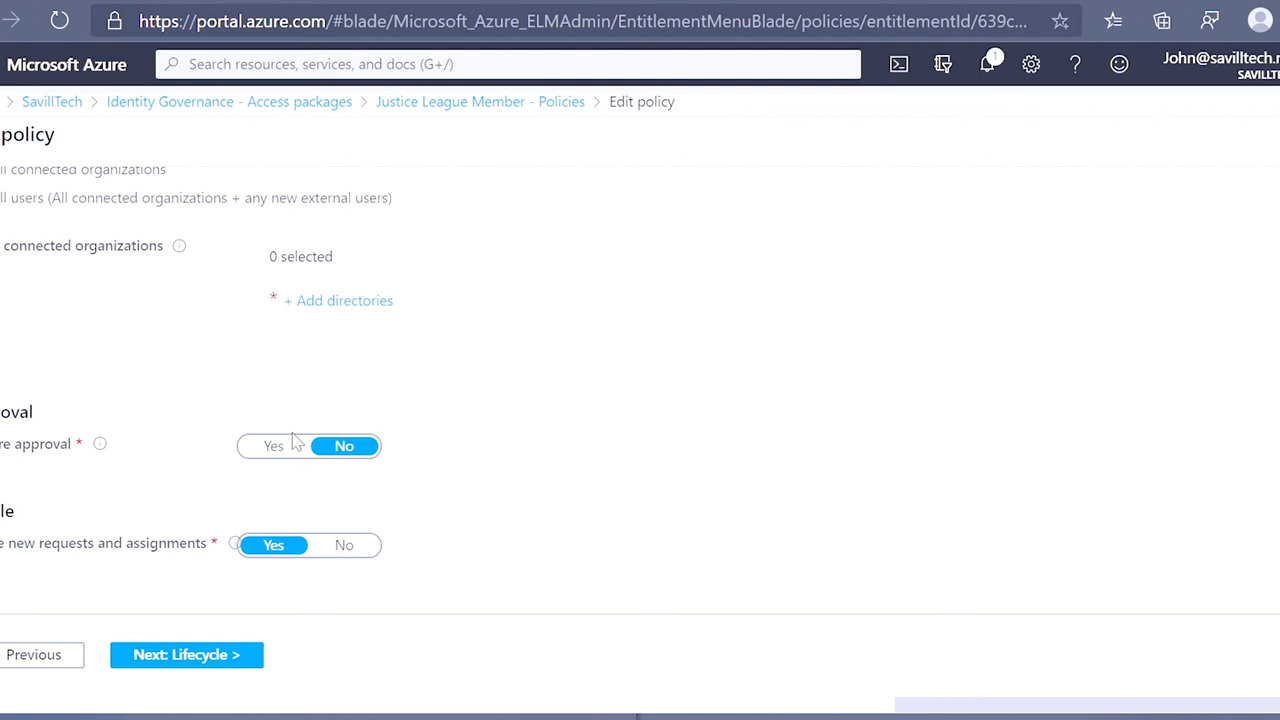 https://portal.azure.com/#blade/Microsoft_Azure_ELMAdmin/EntitlementMenuBlade/policies/entitlementId/639c...
Microsoft Azure
Search resources, services, and docs (G+/)
1
John@savilltech.
SAVILLT
> SavillTech > Identity Governance - Access packages > Justice League Member - Policies > Edit policy
policy
ll connected organizations
ll users (All connected organizations + any new external users)
connected organizations
0 selected
* + Add directories
oval
re approval *
Yes No
le
e new requests and assignments *
Yes No
Previous
Next: Lifecycle >